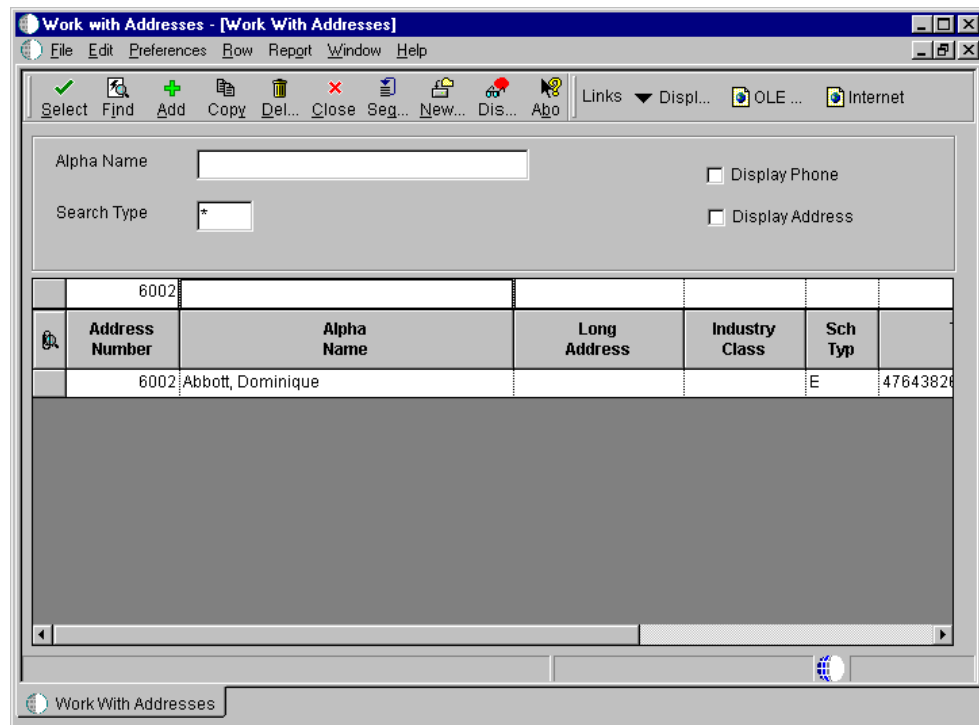 Work with Addresses - [Work With Addresses]
File Edit Preferences Row Report Window Help
Select Find Add Copy Del... Close Seq... New... Dis... Abo Links Displ... OLE ... Internet
Alpha Name
Display Phone
Search Type *
Display Address
6002
Address Number Alpha Name Long Address Industry Class Sch Typ
6002 Abbott, Dominique E 4764382
Work With Addresses